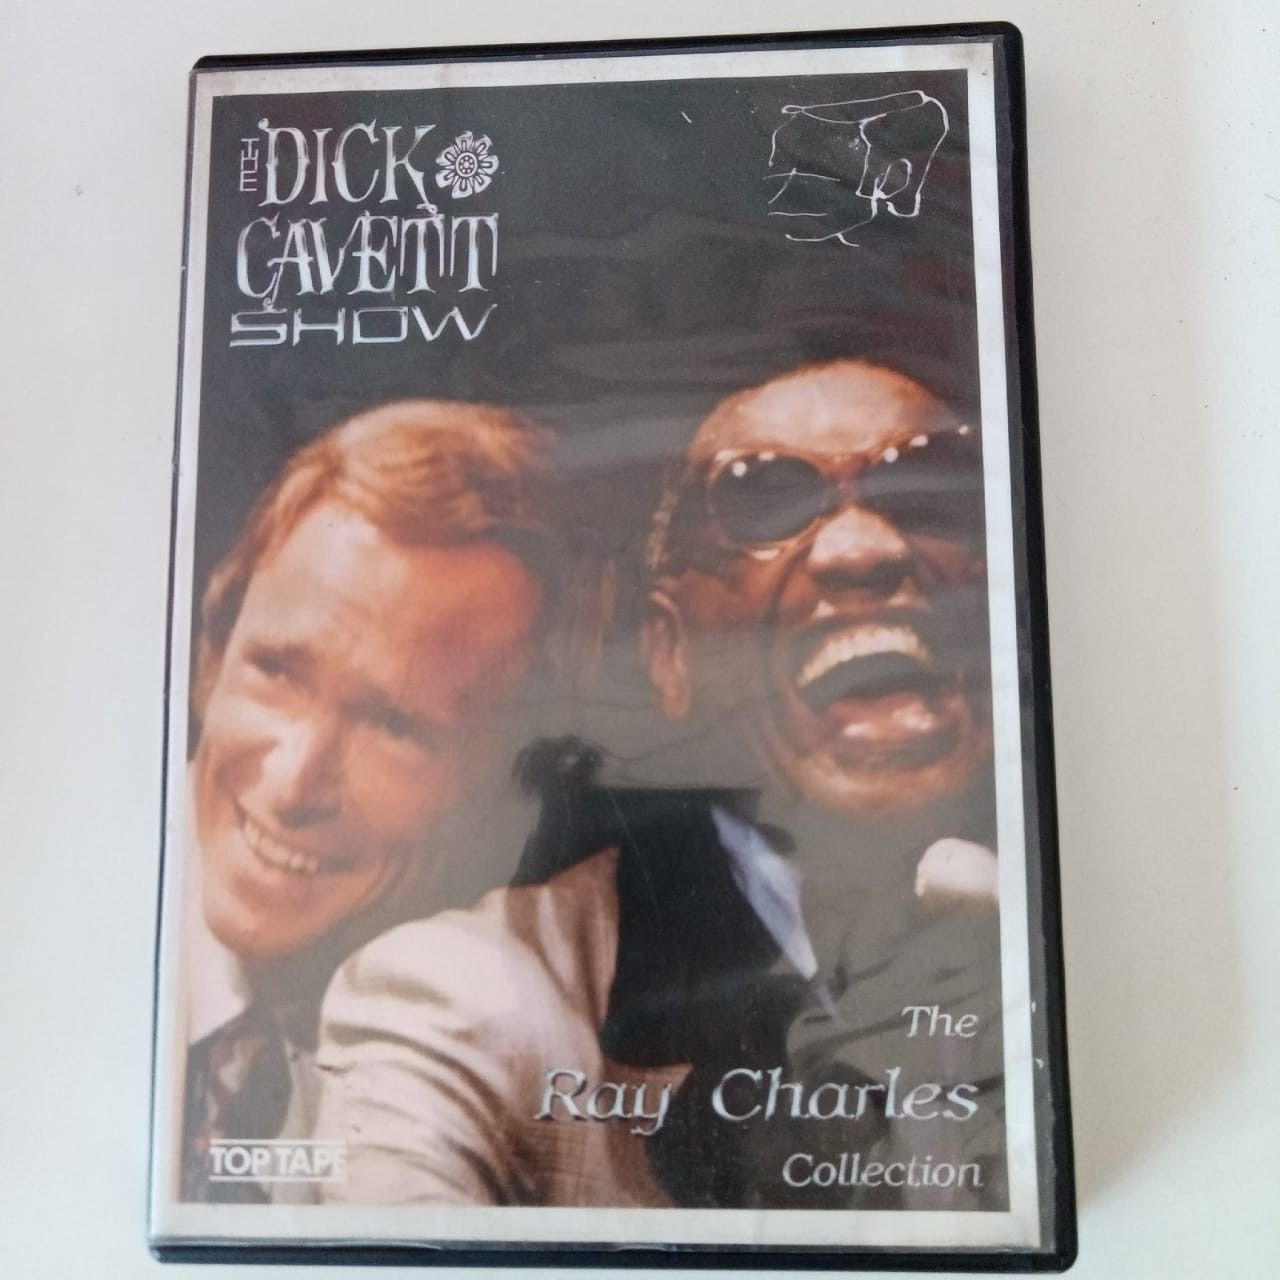 THE DICK
CAVETT
SHOW
The
Ray Charles
Collection
TOP TAPE